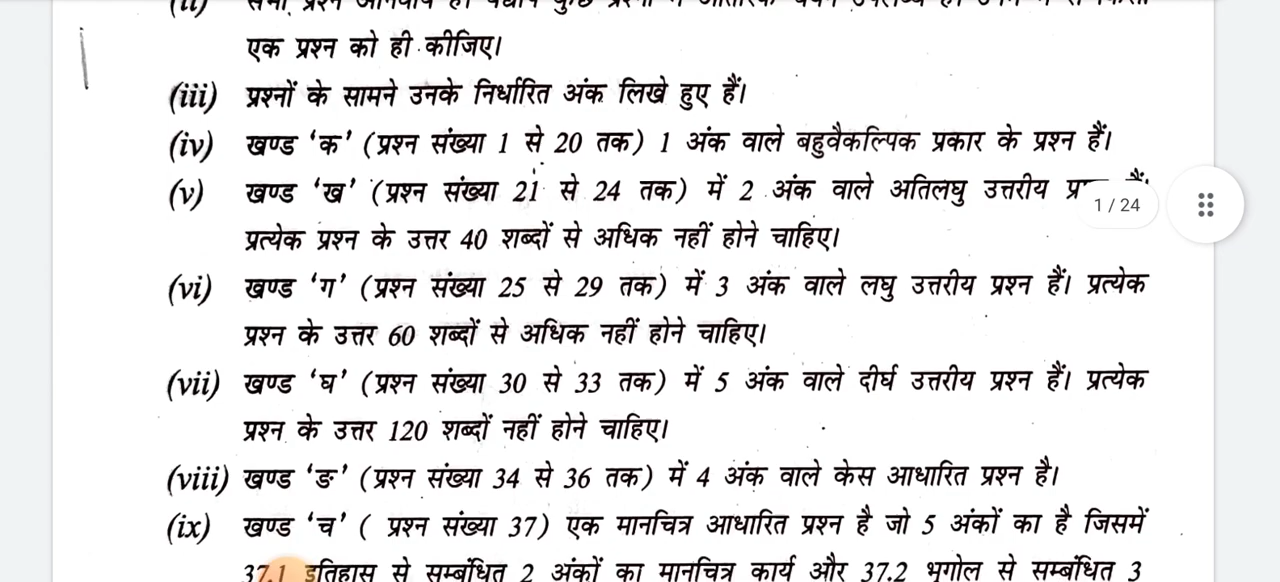 एक प्रश्न को ही कीजिए।
(iii) प्रश्नों के सामने उनके निर्धारित अंक लिखे हुए हैं।
(iv) खण्ड ‘क’ (प्रश्न संख्या 1 से 20 तक) 1 अंक वाले बहुवैकल्पिक प्रकार के प्रश्न हैं।
(v) खण्ड ‘ख’ (प्रश्न संख्या 21 से 24 तक) में 2 अंक वाले अतिलघु उत्तरीय
1 / 24
प्रत्येक प्रश्न के उत्तर 40 शब्दों से अधिक नहीं होने चाहिए।
(vi) खण्ड ‘ग’ (प्रश्न संख्या 25 से 29 तक) में 3 अंक वाले लघु उत्तरीय प्रश्न हैं। प्रत्येक
प्रश्न के उत्तर 60 शब्दों से अधिक नहीं होने चाहिए।
(vii) खण्ड ‘घ’ (प्रश्न संख्या 30 से 33 तक) में 5 अंक वाले दीर्घ उत्तरीय प्रश्न हैं। प्रत्येक
प्रश्न के उत्तर 120 शब्दों नहीं होने चाहिए।
(viii) खण्ड ‘ङ’ (प्रश्न संख्या 34 से 36 तक) में 4 अंक वाले केस आधारित प्रश्न है।
(ix) खण्ड ‘च’ ( प्रश्न संख्या 37) एक मानचित्र आधारित प्रश्न है जो 5 अंकों का है जिसमें
37.1 इतिहास से सम्बंधित 2 अंकों का मानचित्र कार्य और 37.2 भूगोल से सम्बंधित 3